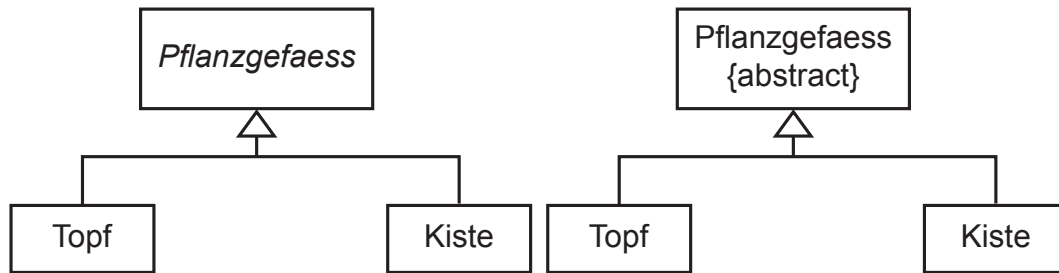 Pflanzgefaess
Topf
Kiste
Pflanzgefaess
{abstract}
Topf
Kiste